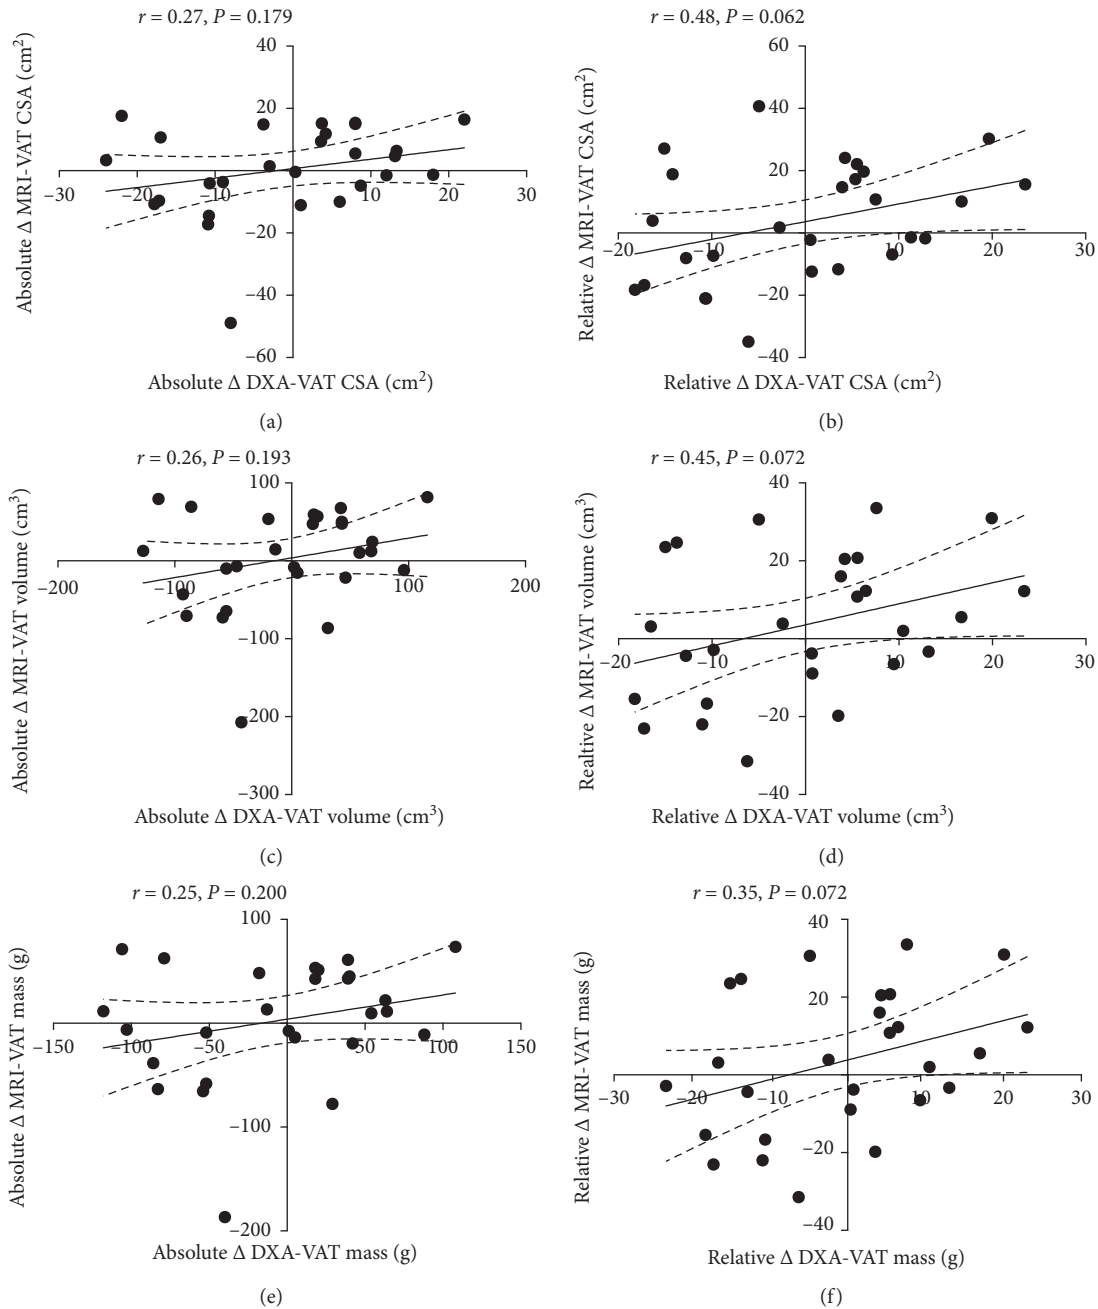 r = 0.27, P = 0.179
40
20
−30
−20
−10
0
10
20
30
−20
−40
−60
Absolute Δ MRI-VAT CSA (cm²)
Absolute Δ DXA-VAT CSA (cm²)
(a)
r = 0.48, P = 0.062
60
40
20
−20
−10
0
10
20
30
−20
−40
Relative Δ MRI-VAT CSA (cm²)
Relative Δ DXA-VAT CSA (cm²)
(b)
r = 0.26, P = 0.193
100
−200
−100
0
100
200
−100
−200
−300
Absolute Δ MRI-VAT volume (cm³)
Absolute Δ DXA-VAT volume (cm³)
(c)
r = 0.45, P = 0.072
40
20
−20
−10
0
10
20
30
−20
−40
Realtive Δ MRI-VAT volume (cm³)
Relative Δ DXA-VAT volume (cm³)
(d)
r = 0.25, P = 0.200
100
−150
−100
−50
0
50
100
150
−100
−200
Absolute Δ MRI-VAT mass (g)
Absolute Δ DXA-VAT mass (g)
(e)
r = 0.35, P = 0.072
40
20
−30
−20
−10
0
10
20
30
−20
−40
Relative Δ MRI-VAT mass (g)
Relative Δ DXA-VAT mass (g)
(f)